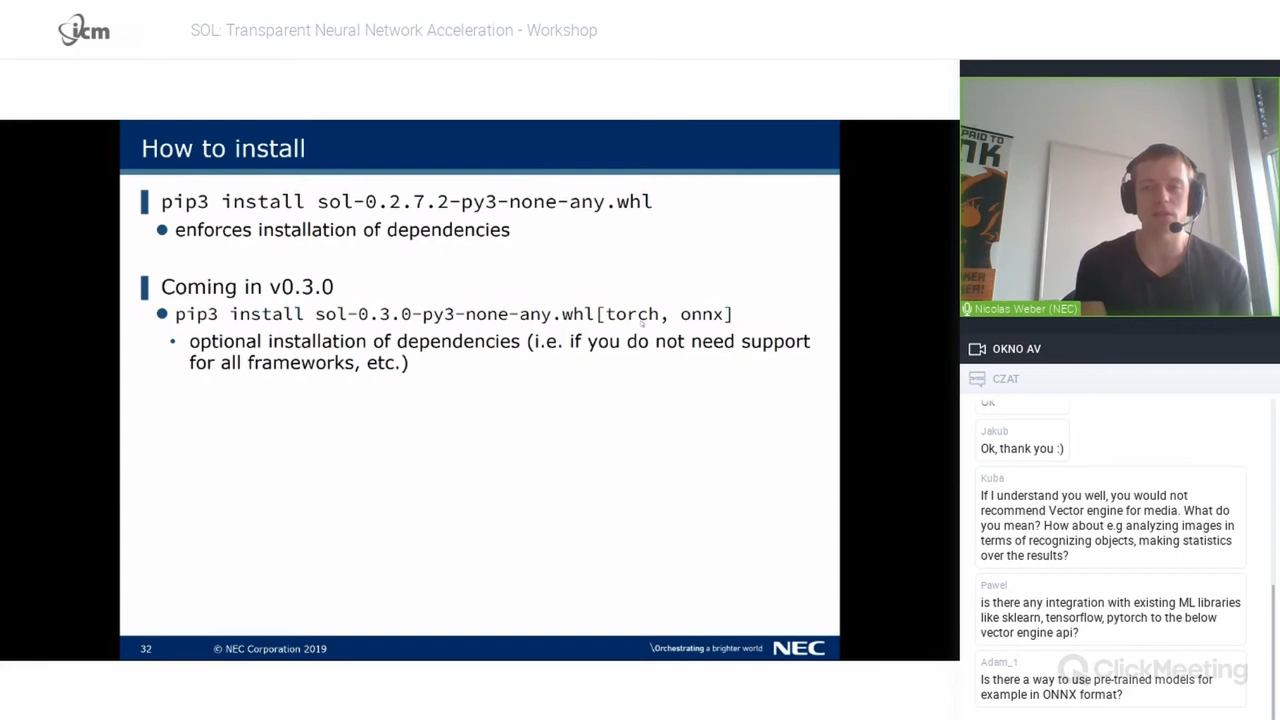 icm
SOL: Transparent Neural Network Acceleration - Workshop
How to install
pip3 install sol-0.2.7.2-py3-none-any.whl
enforces installation of dependencies
Coming in v0.3.0
pip3 install sol-0.3.0-py3-none-any.whl[torch, onnx]
optional installation of dependencies (i.e. if you do not need support
for all frameworks, etc.)
32
© NEC Corporation 2019
\Orchestrating a brighter world
NEC
PAID TO
Nicolas Weber (NEC)
OKNO AV
CZAT
Ok
Jakub
Ok, thank you :)
Kuba
If I understand you well, you would not
recommend Vector engine for media. What do
you mean? How about e.g analyzing images in
terms of recognizing objects, making statistics
over the results?
Pawel
is there any integration with existing ML libraries
like sklearn, tensorflow, pytorch to the below
vector engine api?
Adam_1
Is there a way to use pre-trained models for
example in ONNX format?
ClickMeeting